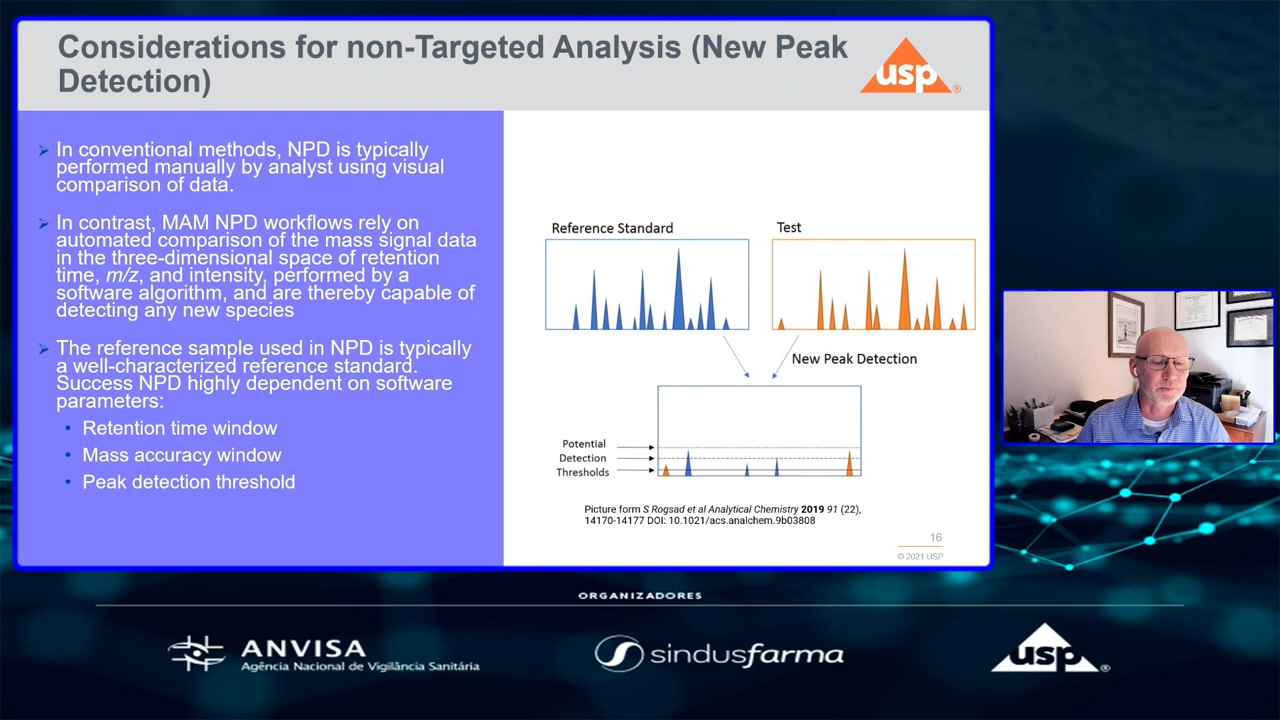 Considerations for non-Targeted Analysis (New Peak
Detection)
usp
®
In conventional methods, NPD is typically
performed manually by analyst using visual
comparison of data.
In contrast, MAM NPD workflows rely on
automated comparison of the mass signal data
in the three-dimensional space of retention
time, m/z, and intensity, performed by a
software algorithm, and are thereby capable of
detecting any new species
The reference sample used in NPD is typically
a well-characterized reference standard.
Success NPD highly dependent on software
parameters:
• Retention time window
• Mass accuracy window
• Peak detection threshold
Reference Standard
Test
New Peak Detection
Potential
Detection
Thresholds
Picture form S Rogsad et al Analytical Chemistry 2019 91 (22),
14170-14177 DOI: 10.1021/acs.analchem.9b03808
16
© 2021 USP
ORGANIZADORES
ANVISA
Agência Nacional de Vigilância Sanitária
sindusfarma
usp
®